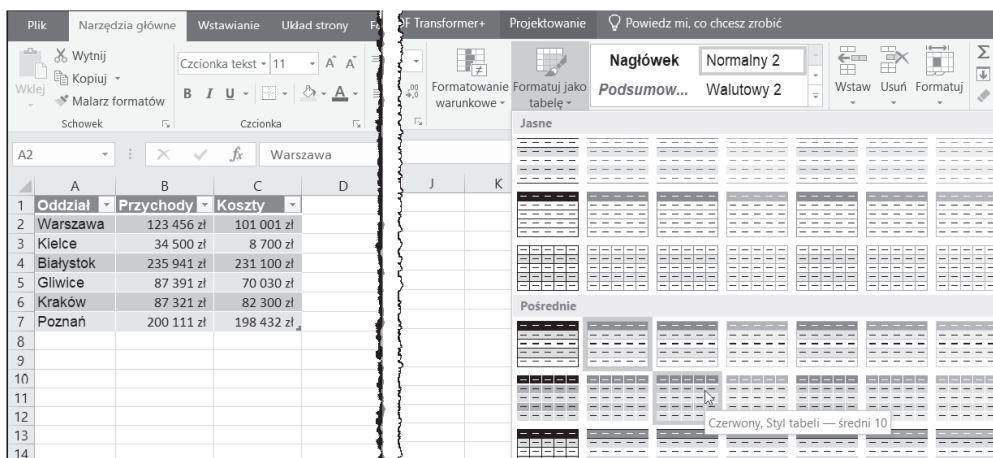 Plik Narzędzia główne Wstawianie Układ strony F Transformer+ Projektowanie Powiedz mi, co chcesz zrobić
Wytnij
Kopiuj
Malarz formatów
Wklej
Schowek
Czcionka tekst 11 A A
B I U A
Czcionka
,00
,0
Formatowanie warunkowe
Formatuj jako tabelę
Nagłówek Normalny 2
Podsumow... Walutowy 2
Wstaw Usuń Formatuj
Σ
A2 fx Warszawa
A B C D J K
1 Oddział Przychody Koszty
2 Warszawa 123 456 zł 101 001 zł
3 Kielce 34 500 zł 8 700 zł
4 Białystok 235 941 zł 231 100 zł
5 Gliwice 87 391 zł 70 030 zł
6 Kraków 87 321 zł 82 300 zł
7 Poznań 200 111 zł 198 432 zł
8
9
10
11
12
13
14
Jasne
Pośrednie
Czerwony, Styl tabeli — średni 10